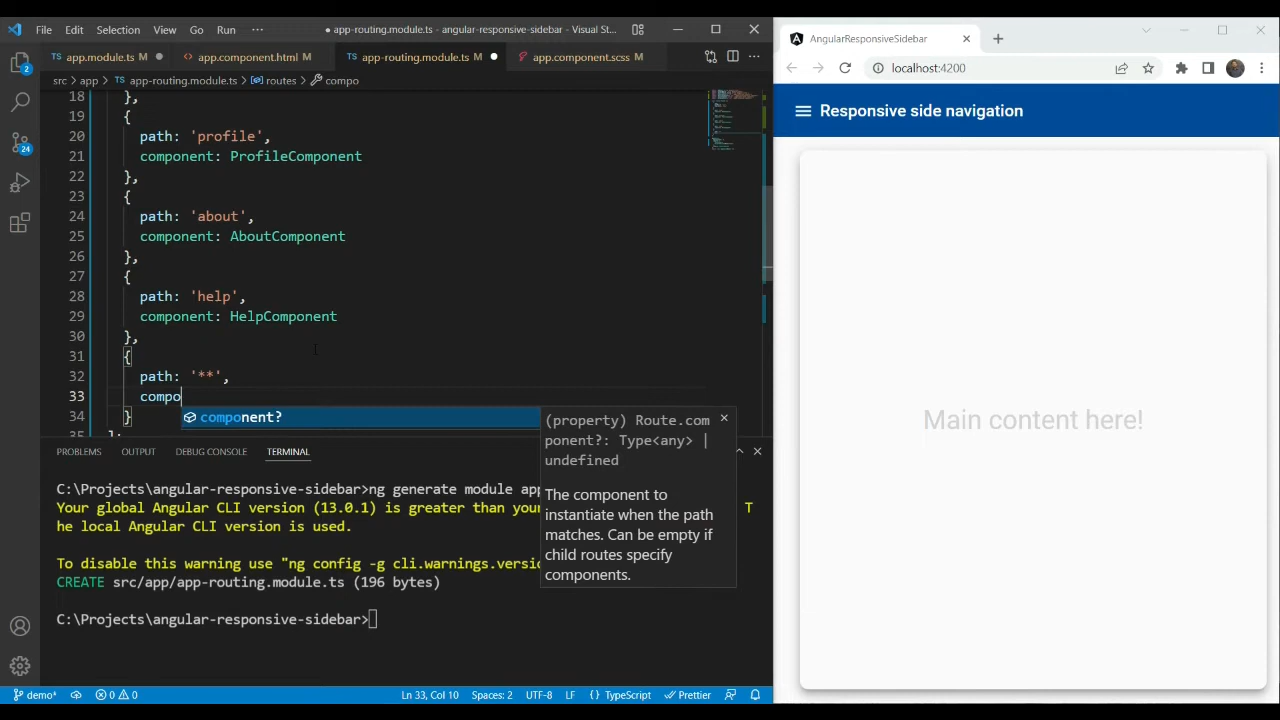 File Edit Selection View Go Run ··· app-routing.module.ts - angular-responsive-sidebar - Visual St...
TS app.module.ts M app.component.html M TS app-routing.module.ts app.component.scss M
src > app > TS app-routing.module.ts > routes > compo
18 },
19 {
20 path: 'profile',
21 component: ProfileComponent
22 },
23 {
24 path: 'about',
25 component: AboutComponent
26 },
27 {
28 path: 'help',
29 component: HelpComponent
30 },
31 {
32 path: '**',
33 compo
34 }
35 ];
component?
(property) Route.com
ponent?: Type<any> |
undefined
The component to
instantiate when the path
matches. Can be empty if
child routes specify
components.
PROBLEMS OUTPUT DEBUG CONSOLE TERMINAL
C:\Projects\angular-responsive-sidebar>ng generate module app
Your global Angular CLI version (13.0.1) is greater than your T
he local Angular CLI version is used.
To disable this warning use "ng config -g cli.warnings.versio
CREATE src/app/app-routing.module.ts (196 bytes)
C:\Projects\angular-responsive-sidebar>
2
24
demo* 0 0 Ln 33, Col 10 Spaces: 2 UTF-8 LF {} TypeScript Prettier
AngularResponsiveSidebar
localhost:4200
Responsive side navigation
Main content here!